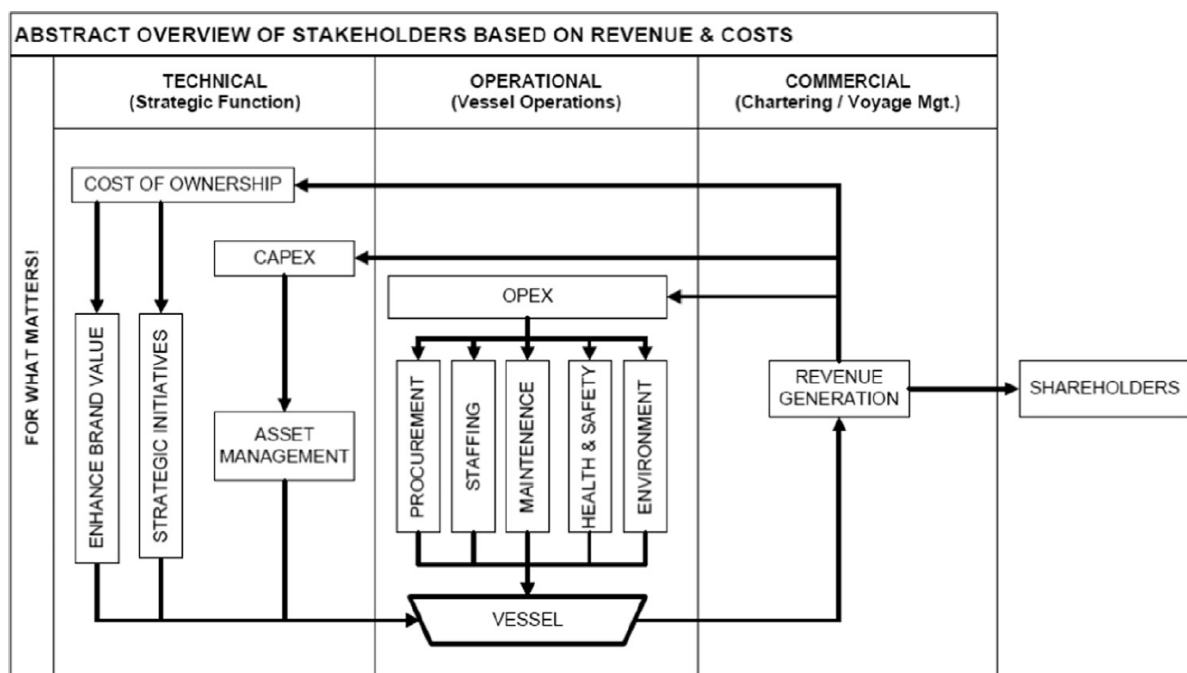 ABSTRACT OVERVIEW OF STAKEHOLDERS BASED ON REVENUE & COSTS
FOR WHAT MATTERS!
TECHNICAL
(Strategic Function)
OPERATIONAL
(Vessel Operations)
COMMERCIAL
(Chartering / Voyage Mgt.)
COST OF OWNERSHIP
CAPEX
OPEX
ENHANCE BRAND VALUE
STRATEGIC INITIATIVES
ASSET
MANAGEMENT
PROCUREMENT
STAFFING
MAINTENENCE
HEALTH & SAFETY
ENVIRONMENT
REVENUE
GENERATION
SHAREHOLDERS
VESSEL